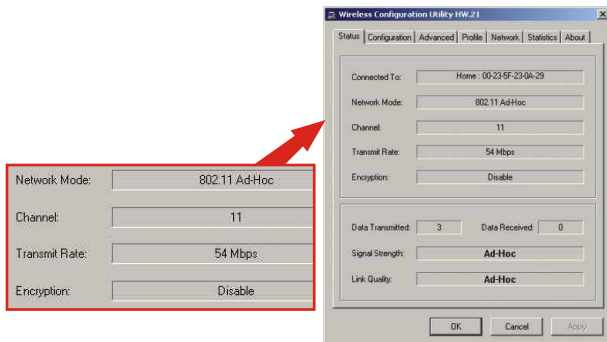 Wireless Configuration Utility HW.21
Status Configuration Advanced Profile Network Statistics About
Connected To: Home : 00-23-5F-23-0A-29
Network Mode: 802.11 Ad-Hoc
Channel: 11
Transmit Rate: 54 Mbps
Encryption: Disable
Data Transmitted: 3 Data Received: 0
Signal Strength: Ad-Hoc
Link Quality: Ad-Hoc
OK Cancel Apply
Network Mode: 802.11 Ad-Hoc
Channel: 11
Transmit Rate: 54 Mbps
Encryption: Disable